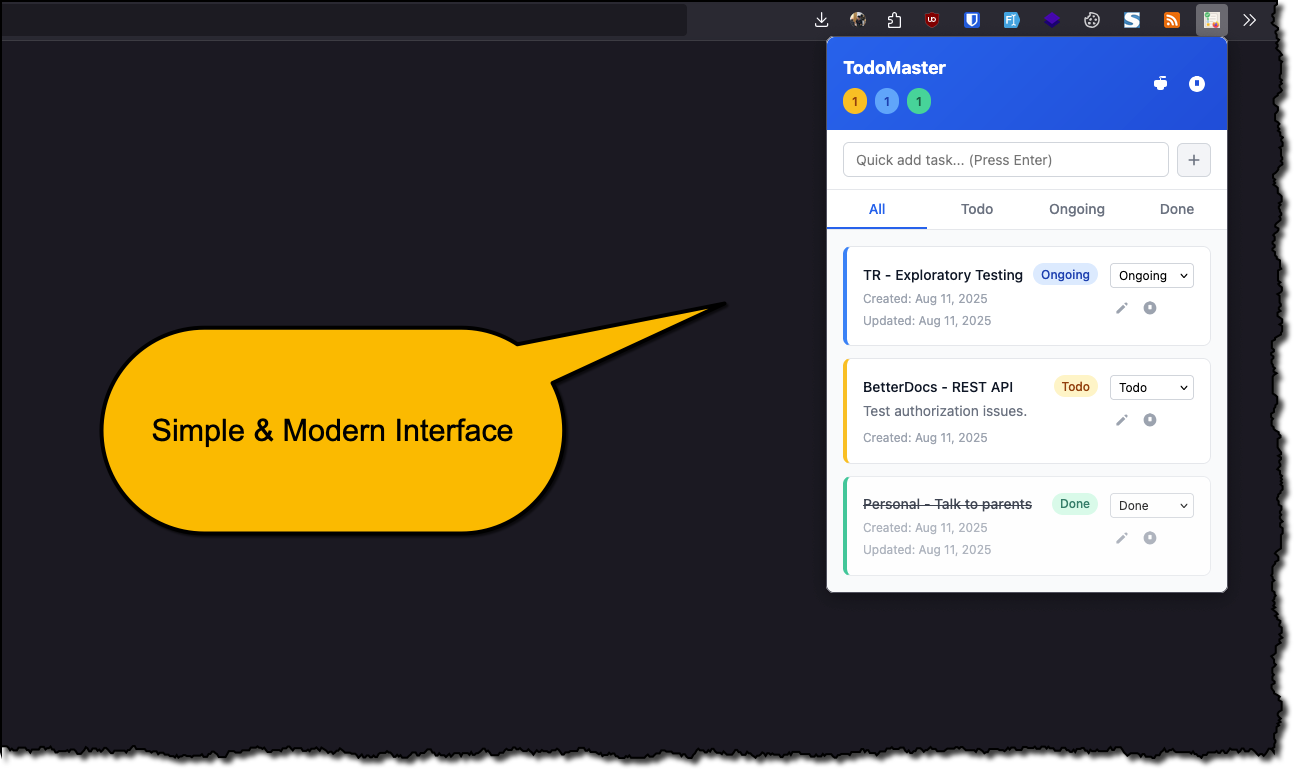 UD
TodoMaster
1 1 1
Quick add task... (Press Enter)
All Todo Ongoing Done
TR - Exploratory Testing Ongoing Ongoing
Created: Aug 11, 2025
Updated: Aug 11, 2025
BetterDocs - REST API Todo Todo
Test authorization issues.
Created: Aug 11, 2025
Personal - Talk to parents Done Done
Created: Aug 11, 2025
Updated: Aug 11, 2025
Simple & Modern Interface